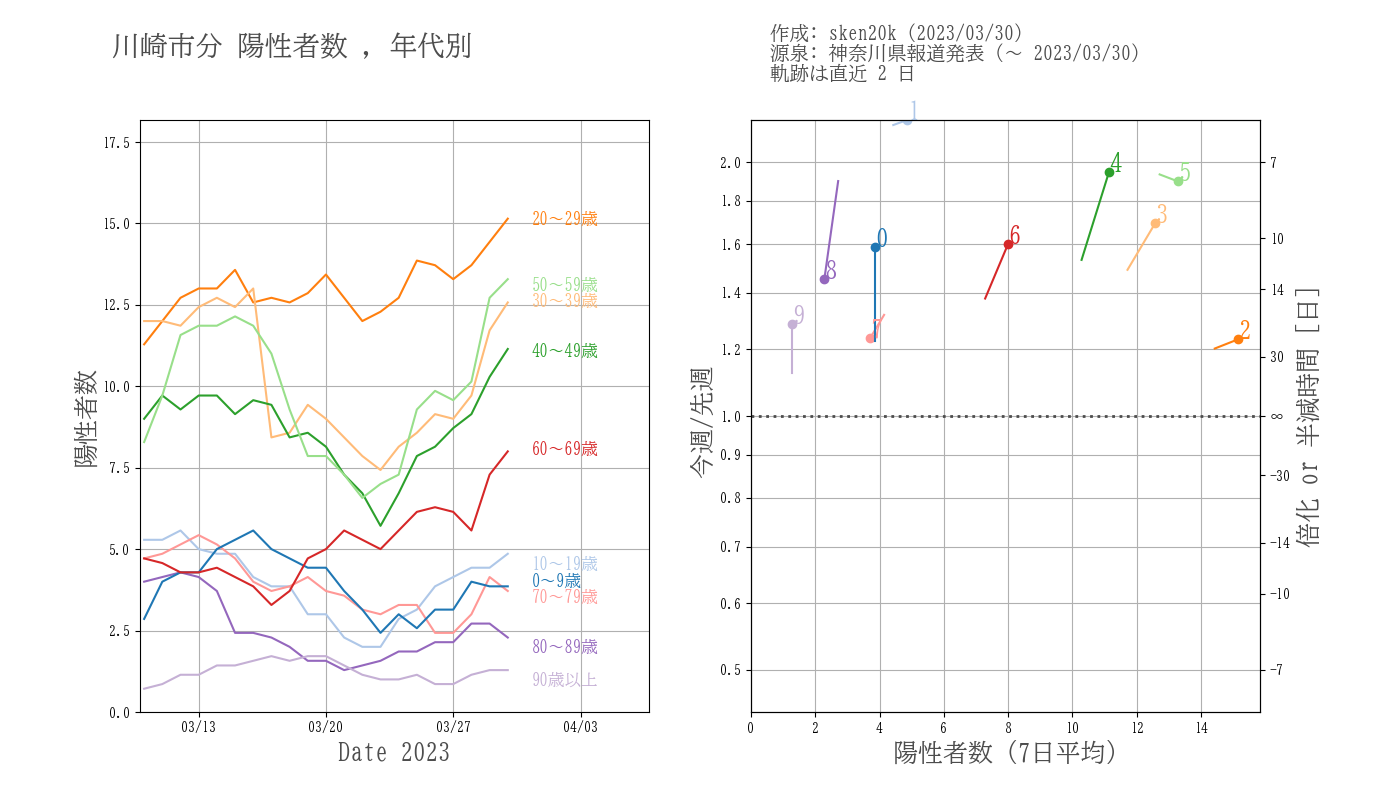 川崎市分 陽性者数 , 年代別
作成: sken20k (2023/03/30)
源泉: 神奈川県報道発表 (～ 2023/03/30)
軌跡は直近 2 日
陽性者数
17.5
15.0
12.5
10.0
7.5
5.0
2.5
0.0
20～29歳
50～59歳
30～39歳
40～49歳
60～69歳
10～19歳
0～9歳
70～79歳
80～89歳
90歳以上
03/13
03/20
03/27
04/03
Date 2023
今週/先週
2.0
1.8
1.6
1.4
1.2
1.0
0.9
0.8
0.7
0.6
0.5
1
4
5
3
0
6
8
9
7
2
7
10
14
30
∞
-30
-14
-10
-7
倍化 or 半減時間 [日]
0
2
4
6
8
10
12
14
陽性者数 (7日平均)